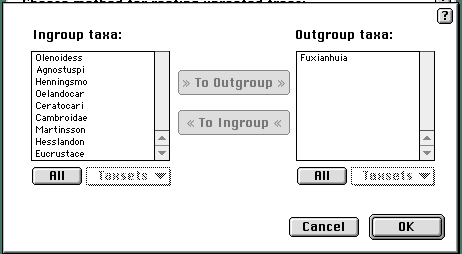 Choose method for rooting unrooted trees:
?
Ingroup taxa:
Outgroup taxa:
Olenoidess
Agnostuspi
Henningsmo
Oelandocar
Ceratocari
Cambroidae
Martinsson
Hesslandon
Eucrustace
Fuxianhuia
» To Outgroup »
« To Ingroup «
All
Taxsets
All
Taxsets
Cancel
OK